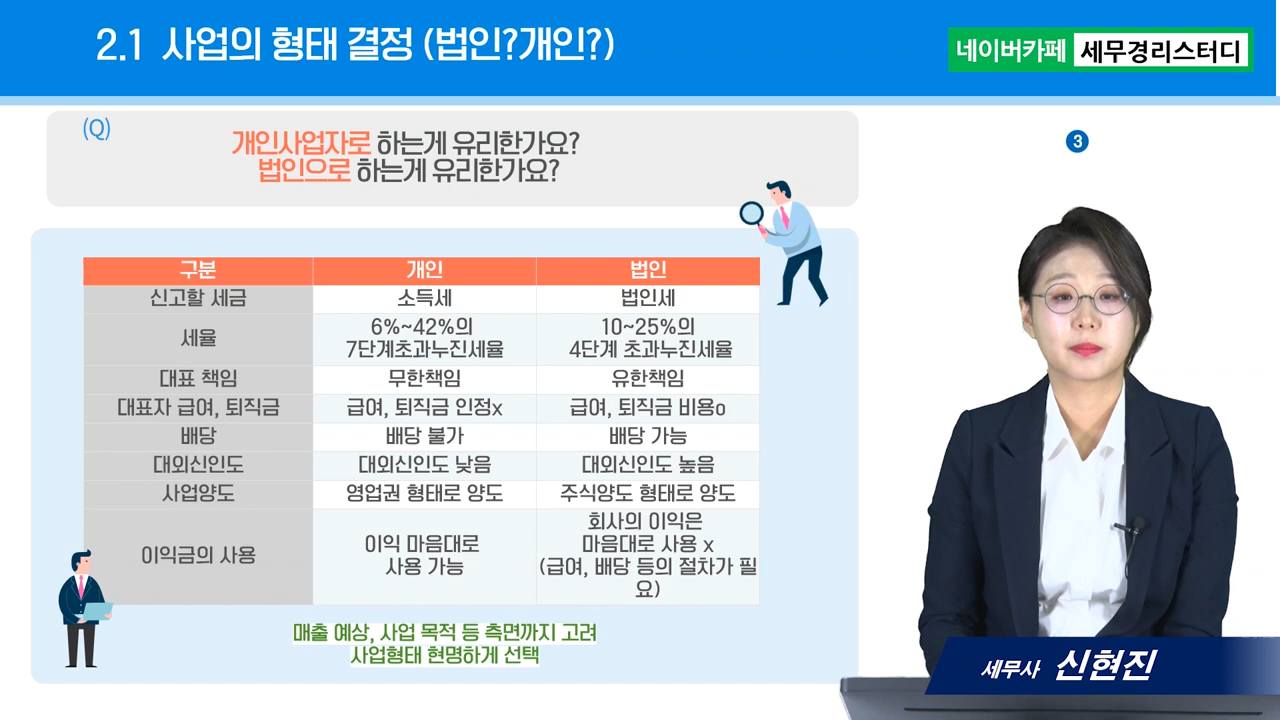 2.1 사업의 형태 결정 (법인?개인?)
네이버카페 세무경리스터디
(Q)
개인사업자로 하는게 유리한가요?
법인으로 하는게 유리한가요?
3
구분 개인 법인
신고할 세금 소득세 법인세
세율 6%~42%의 7단계초과누진세율 10~25%의 4단계 초과누진세율
대표 책임 무한책임 유한책임
대표자 급여, 퇴직금 급여, 퇴직금 인정x 급여, 퇴직금 비용o
배당 배당 불가 배당 가능
대외신인도 대외신인도 낮음 대외신인도 높음
사업양도 영업권 형태로 양도 주식양도 형태로 양도
이익금의 사용 이익 마음대로 사용 가능 회사의 이익은 마음대로 사용 x (급여, 배당 등의 절차가 필요)
매출 예상, 사업 목적 등 측면까지 고려
사업형태 현명하게 선택
세무사 신현진